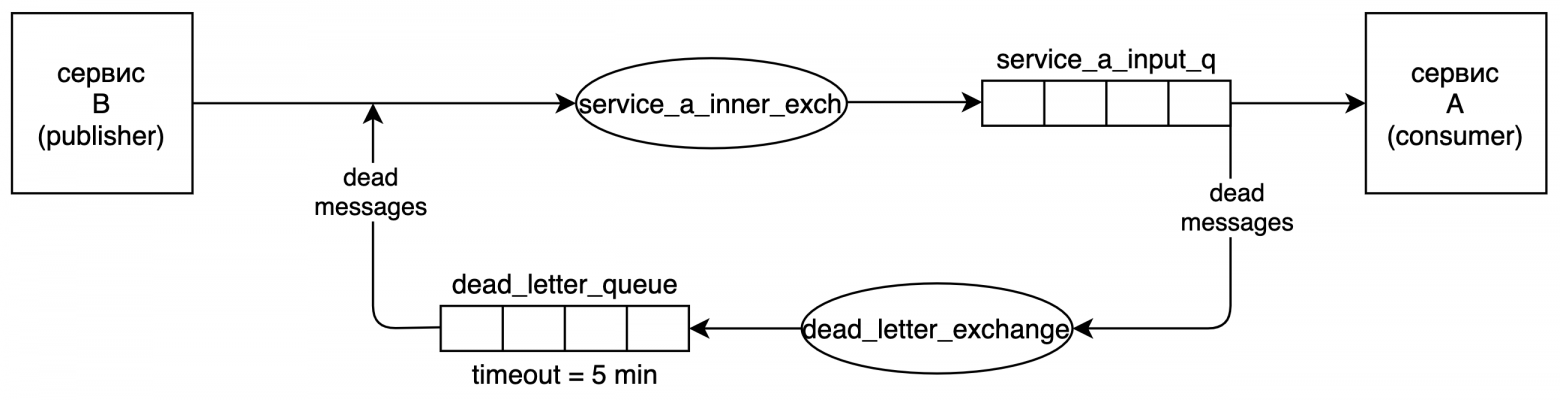 сервис
B
(publisher)
service_a_inner_exch
service_a_input_q
сервис
A
(consumer)
dead
messages
dead
messages
dead_letter_queue
timeout = 5 min
dead_letter_exchange